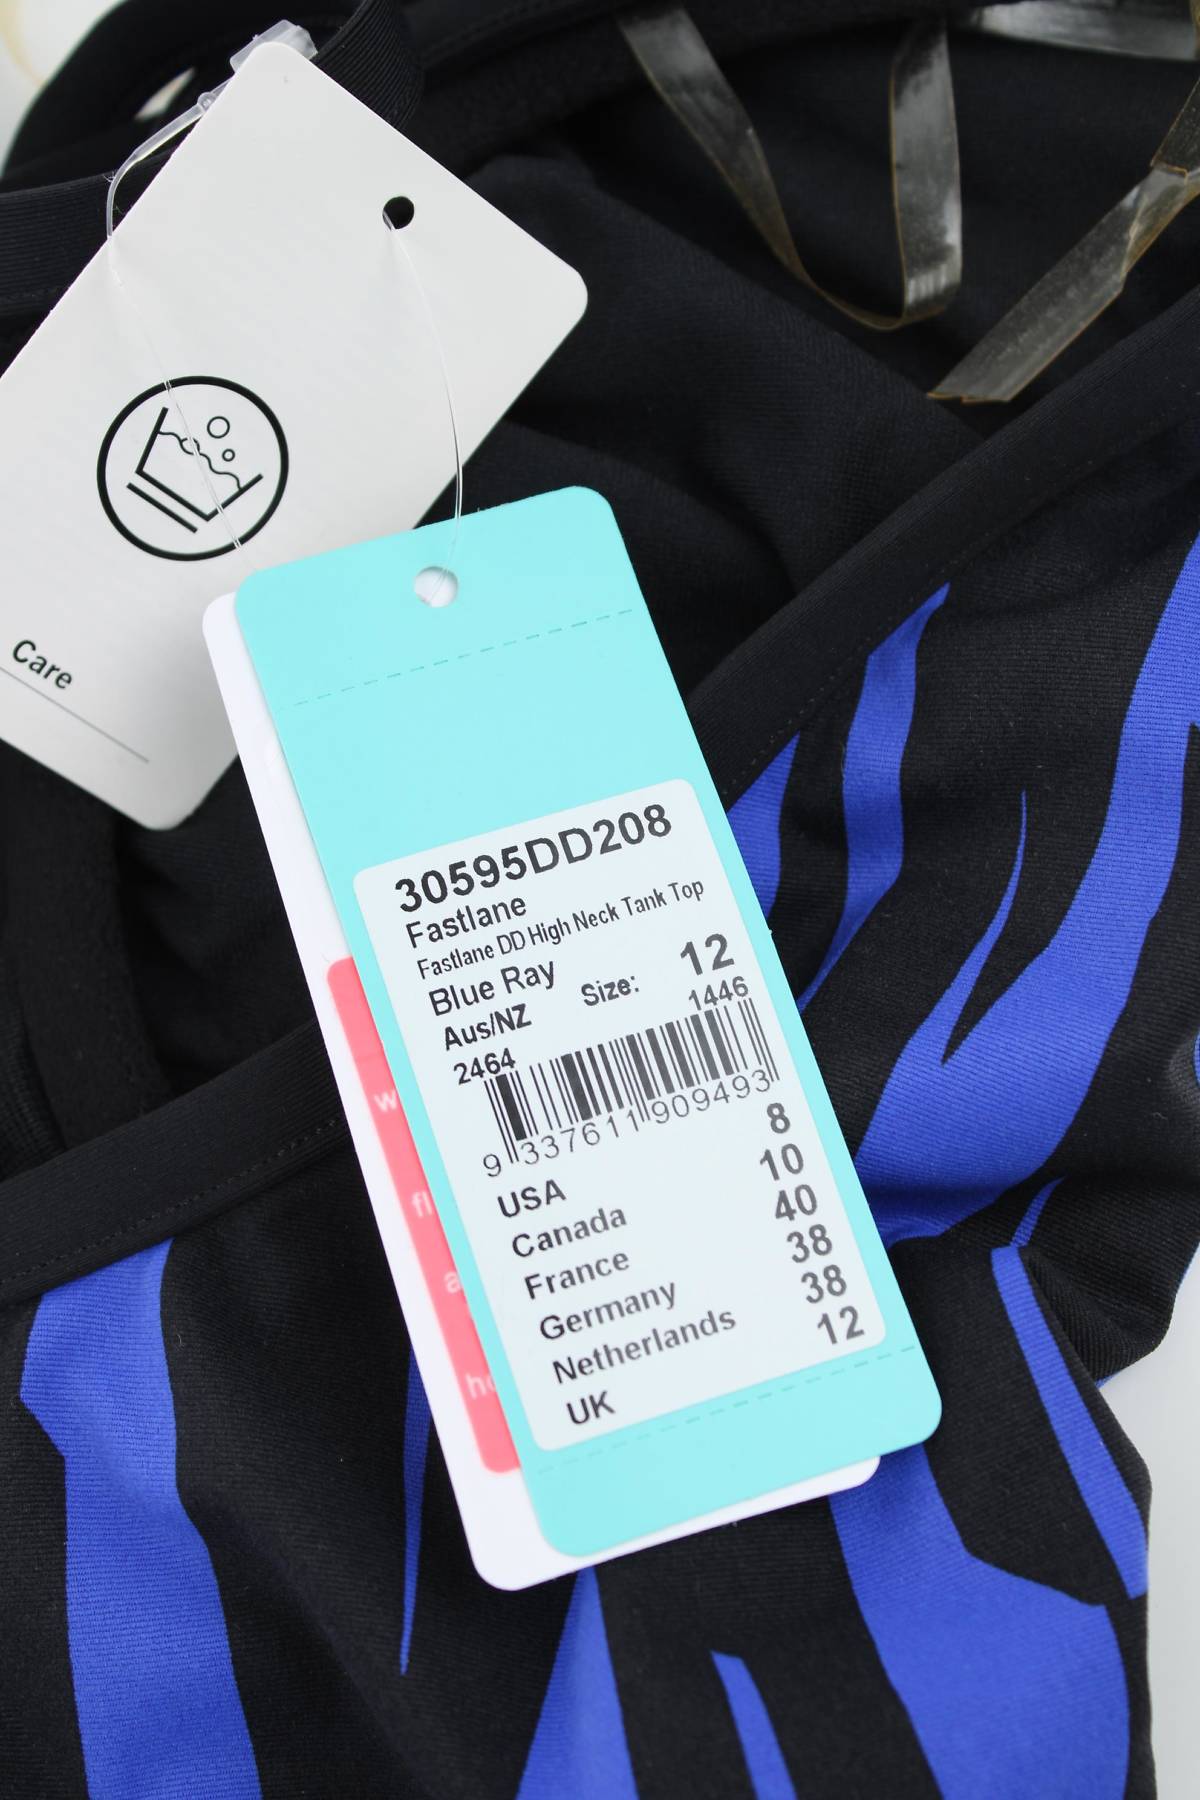 Care
30595DD208
Fastlane
Fastlane DD High Neck Tank Top
Blue Ray
Aus/NZ Size: 12
2464 1446
9 337611 909493
USA 8
Canada 10
France 40
Germany 38
Netherlands 38
UK 12